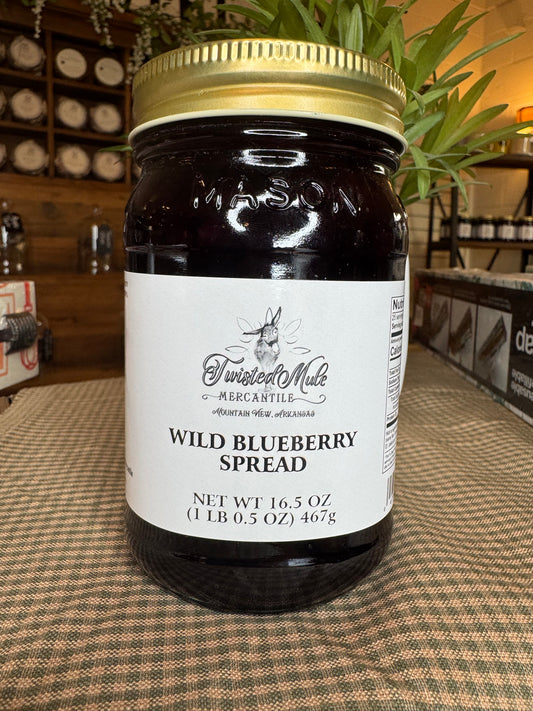 MASON
Twisted Mule
MERCANTILE
MOUNTAIN VIEW, ARKANSAS
WILD BLUEBERRY
SPREAD
NET WT 16.5 OZ
(1 LB 0.5 OZ) 467g